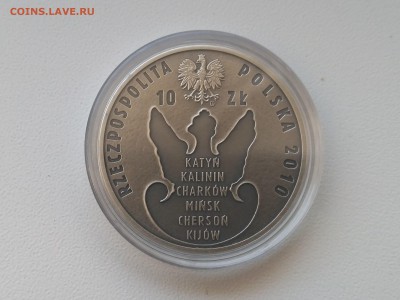 COINS.LAVE.RU
RZECZPOSPOLITA POLSKA 2010
10 ZŁ
KATYŃ
KALININ
CHARKÓW
MIŃSK
CHERSOŃ
KIJÓW